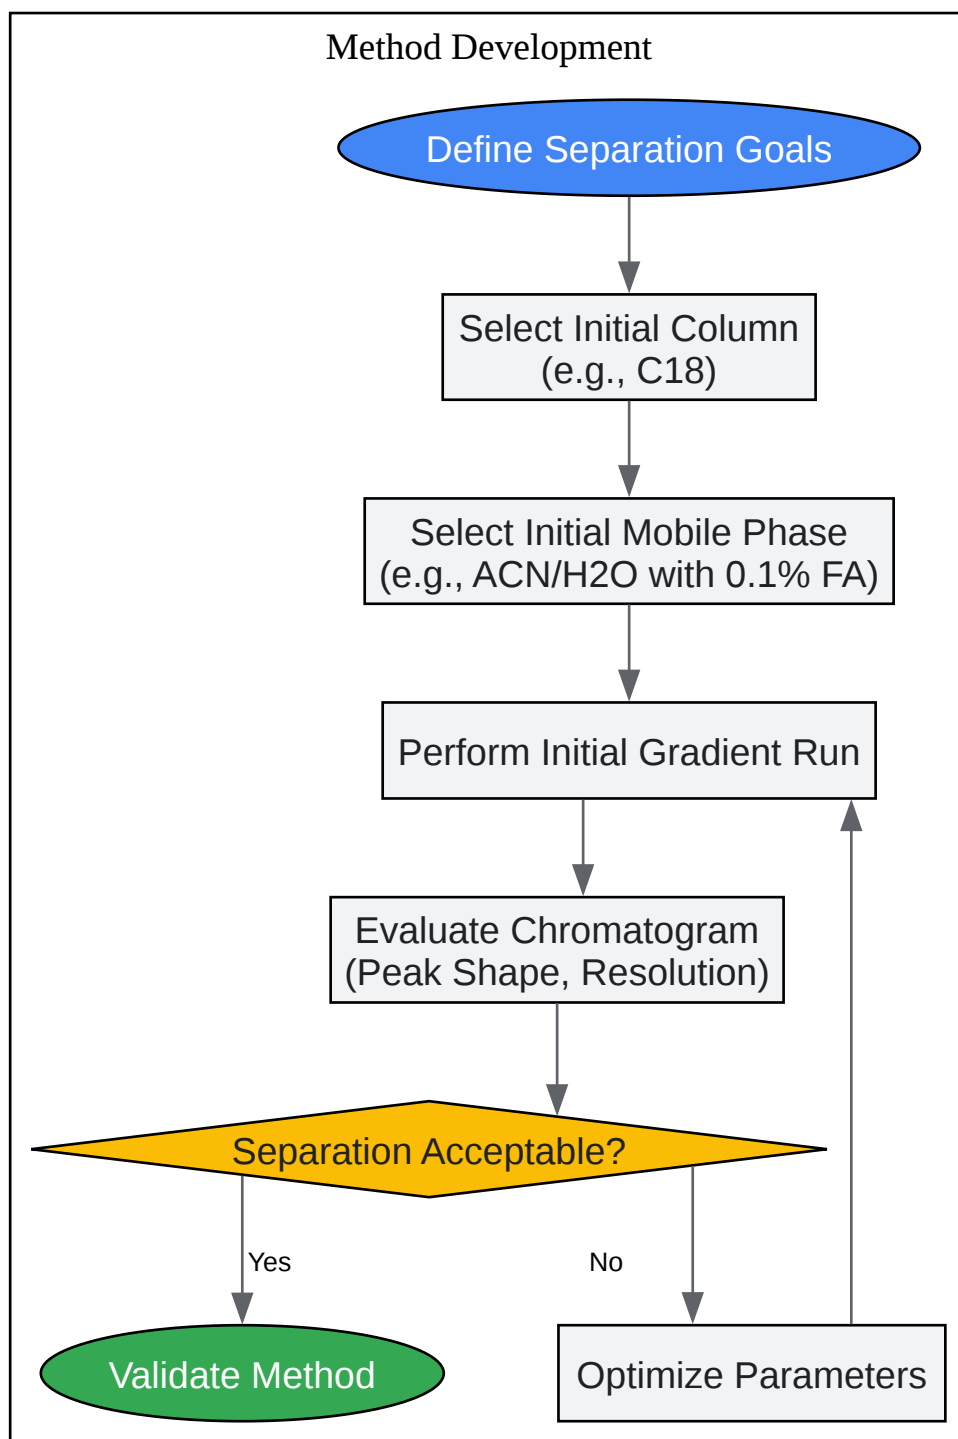 Method Development
Define Separation Goals
Select Initial Column
(e.g., C18)
Select Initial Mobile Phase
(e.g., ACN/H2O with 0.1% FA)
Perform Initial Gradient Run
Evaluate Chromatogram
(Peak Shape, Resolution)
Separation Acceptable?
Yes
No
Validate Method
Optimize Parameters